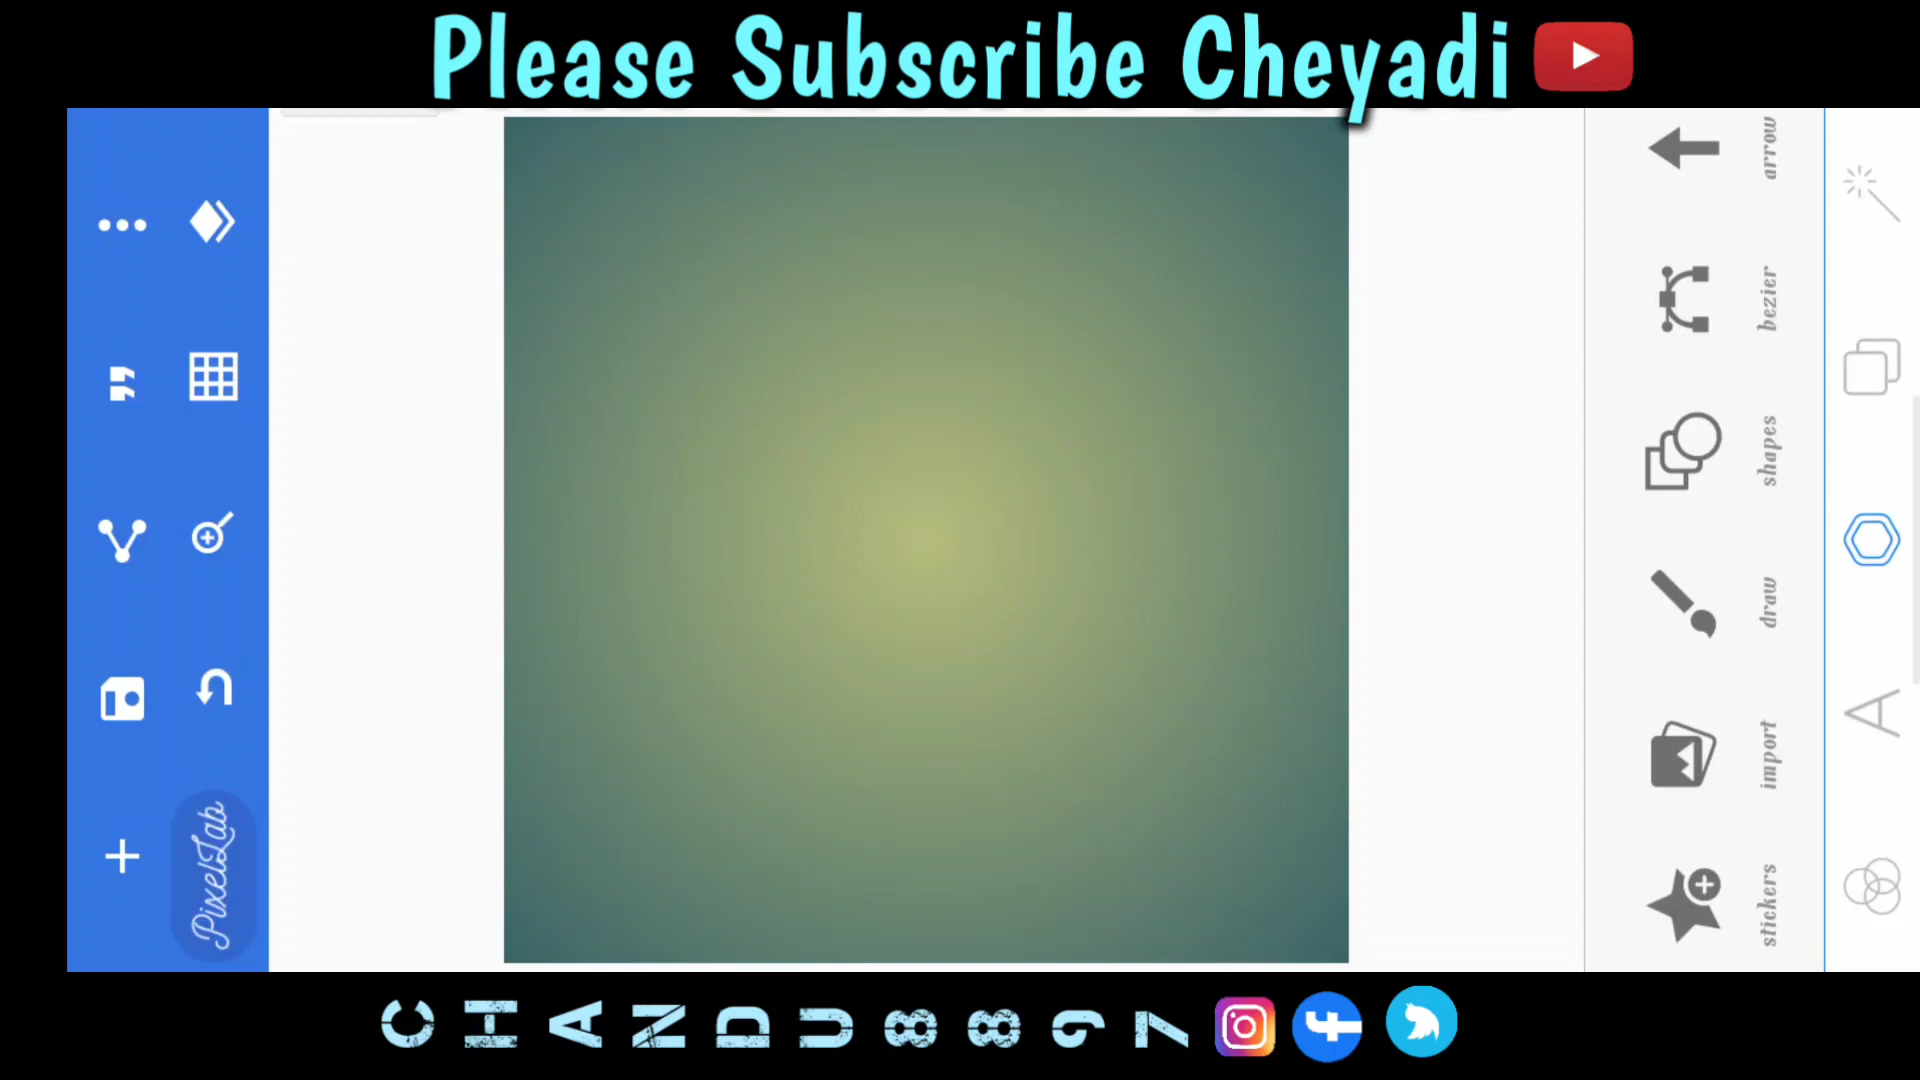 Please Subscribe Cheyadi
PixelLab
arrow
bezier
shapes
draw
import
stickers
CHANDU8897